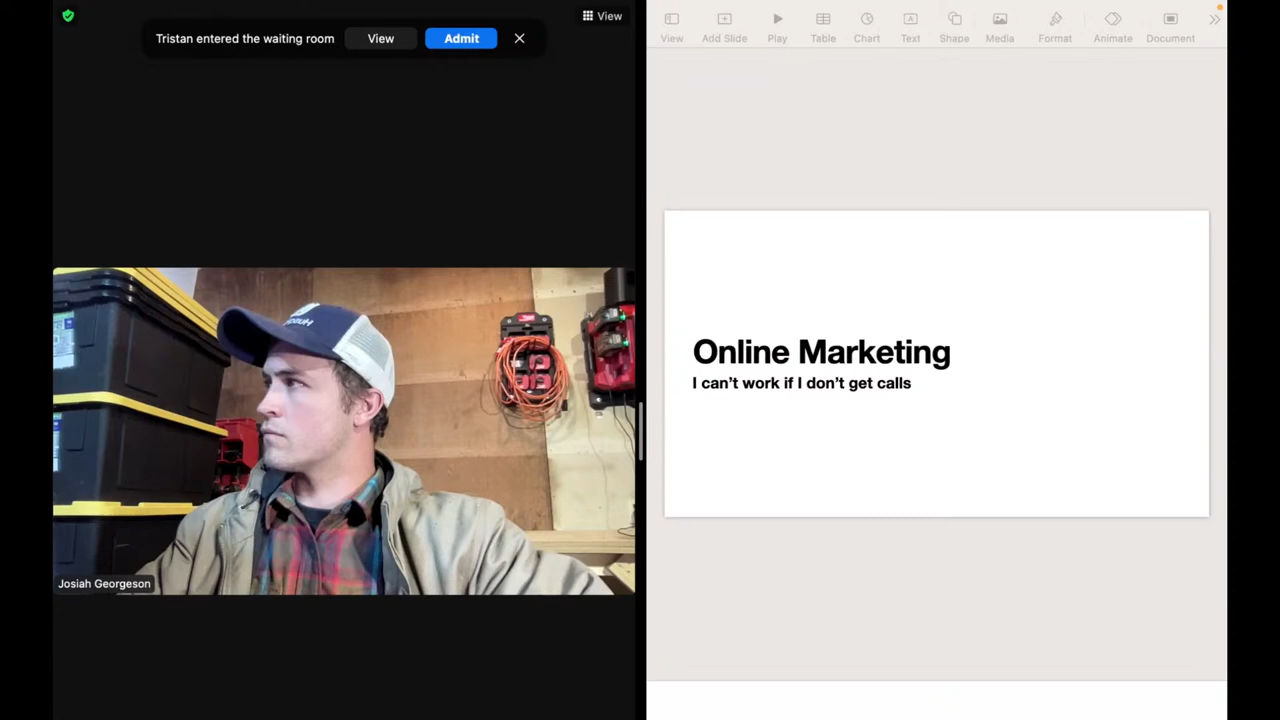 View
Tristan entered the waiting room
View
Admit
Josiah Georgeson
View
Add Slide
Play
Table
Chart
Text
Shape
Media
Format
Animate
Document
Online Marketing
I can’t work if I don’t get calls